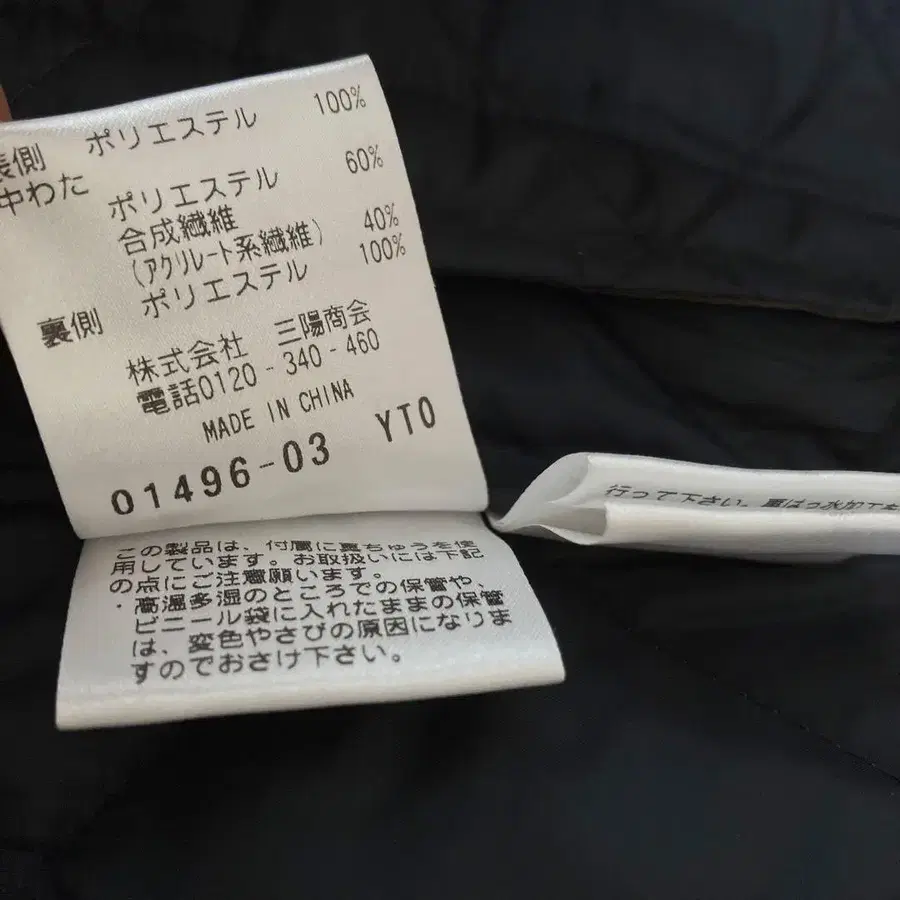 表側 ポリエステル 100%
中わた ポリエステル 60%
合成繊維 40%
(アクリレート系繊維)
裏側 ポリエステル 100%
株式会社 三陽商会
電話0120-340-460
MADE IN CHINA
01496-03 YTO
この製品は、付属に真ちゅうを使
用しています。お取扱いには下記
の点にご注意願います。
・高温多湿のところでの保管や、
ビニール袋に入れたままの保管
は、変色やさびの原因になりま
すのでおさけ下さい。
行って下さい。